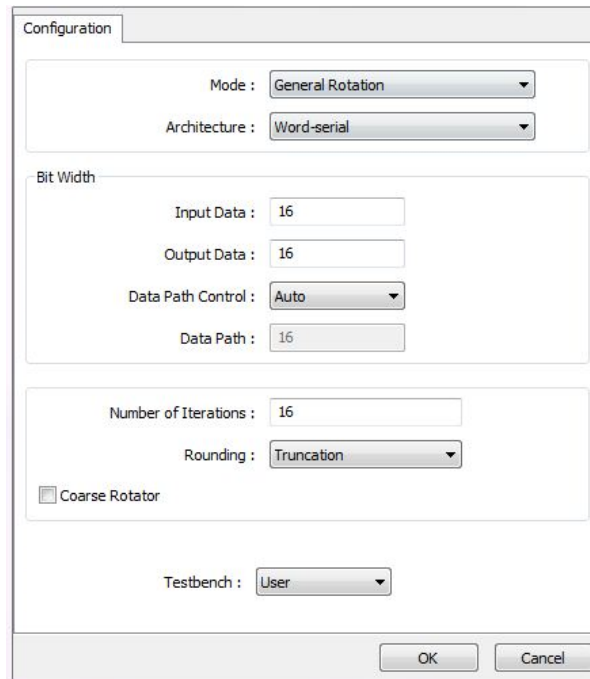 Configuration
Mode : General Rotation
Architecture : Word-serial
Bit Width
Input Data : 16
Output Data : 16
Data Path Control : Auto
Data Path : 16
Number of Iterations : 16
Rounding : Truncation
Coarse Rotator
Testbench : User
OK Cancel